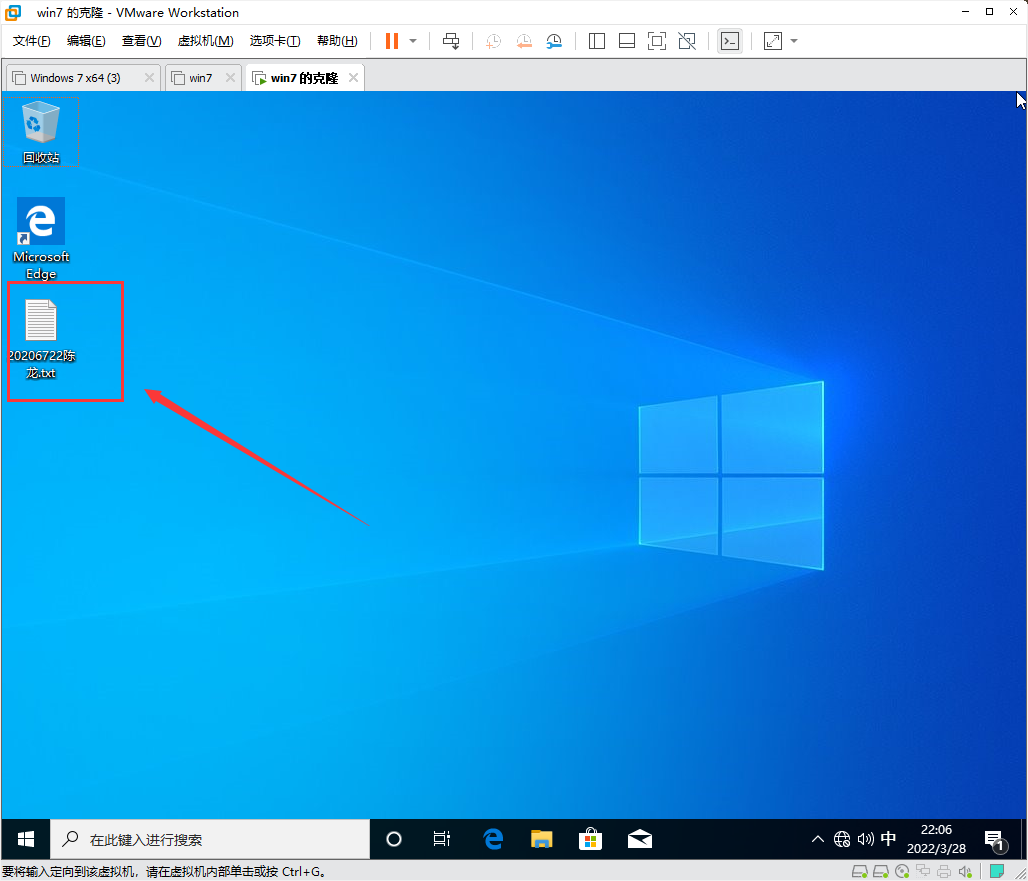 win7 的克隆 - VMware Workstation
文件(F) 编辑(E) 查看(V) 虚拟机(M) 选项卡(T) 帮助(H)
Windows 7 x64 (3) win7 win7 的克隆
回收站
Microsoft
Edge
20206722陈
龙.txt
在此键入进行搜索
中
22:06
2022/3/28
1
要将输入定向到该虚拟机，请在虚拟机内部单击或按 Ctrl+G。